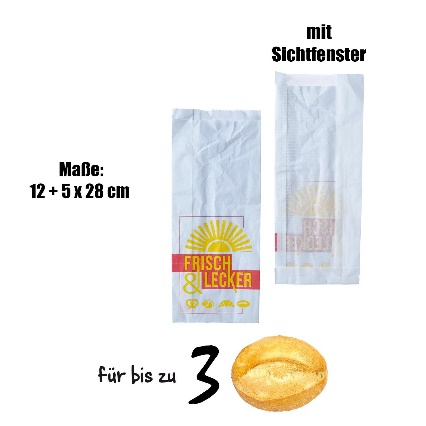 mit
Sichtfenster
Maße:
12 + 5 x 28 cm
FRISCH
& LECKER
für bis zu 3